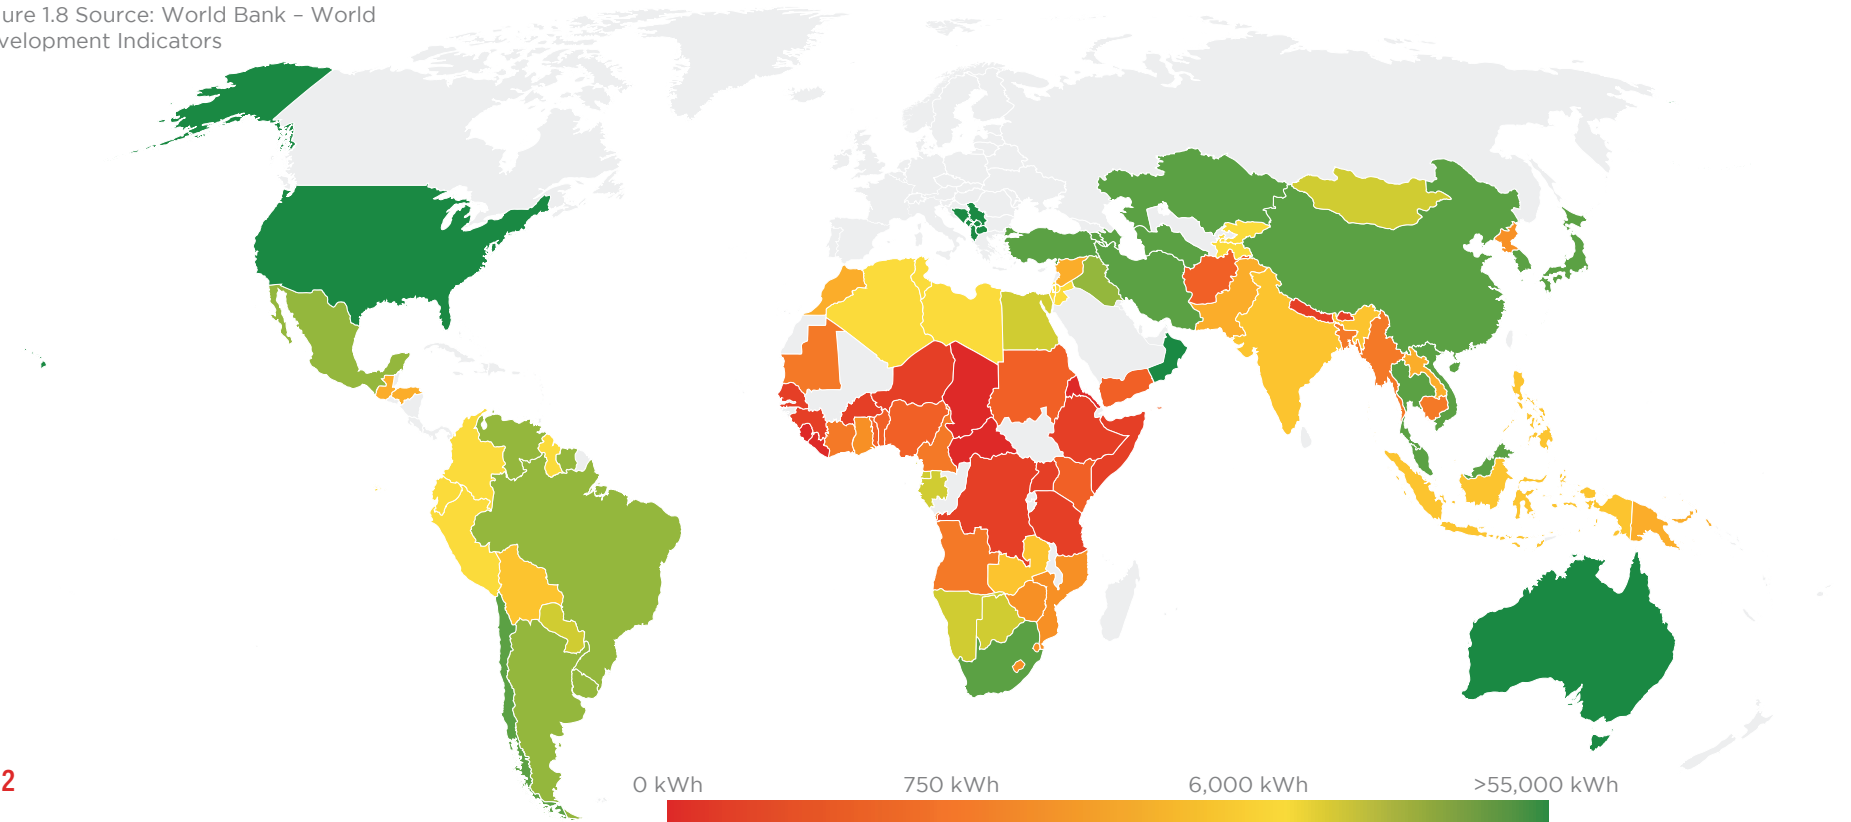 ure 1.8 Source: World Bank – World
velopment Indicators
2
0 kWh 750 kWh 6,000 kWh >55,000 kWh